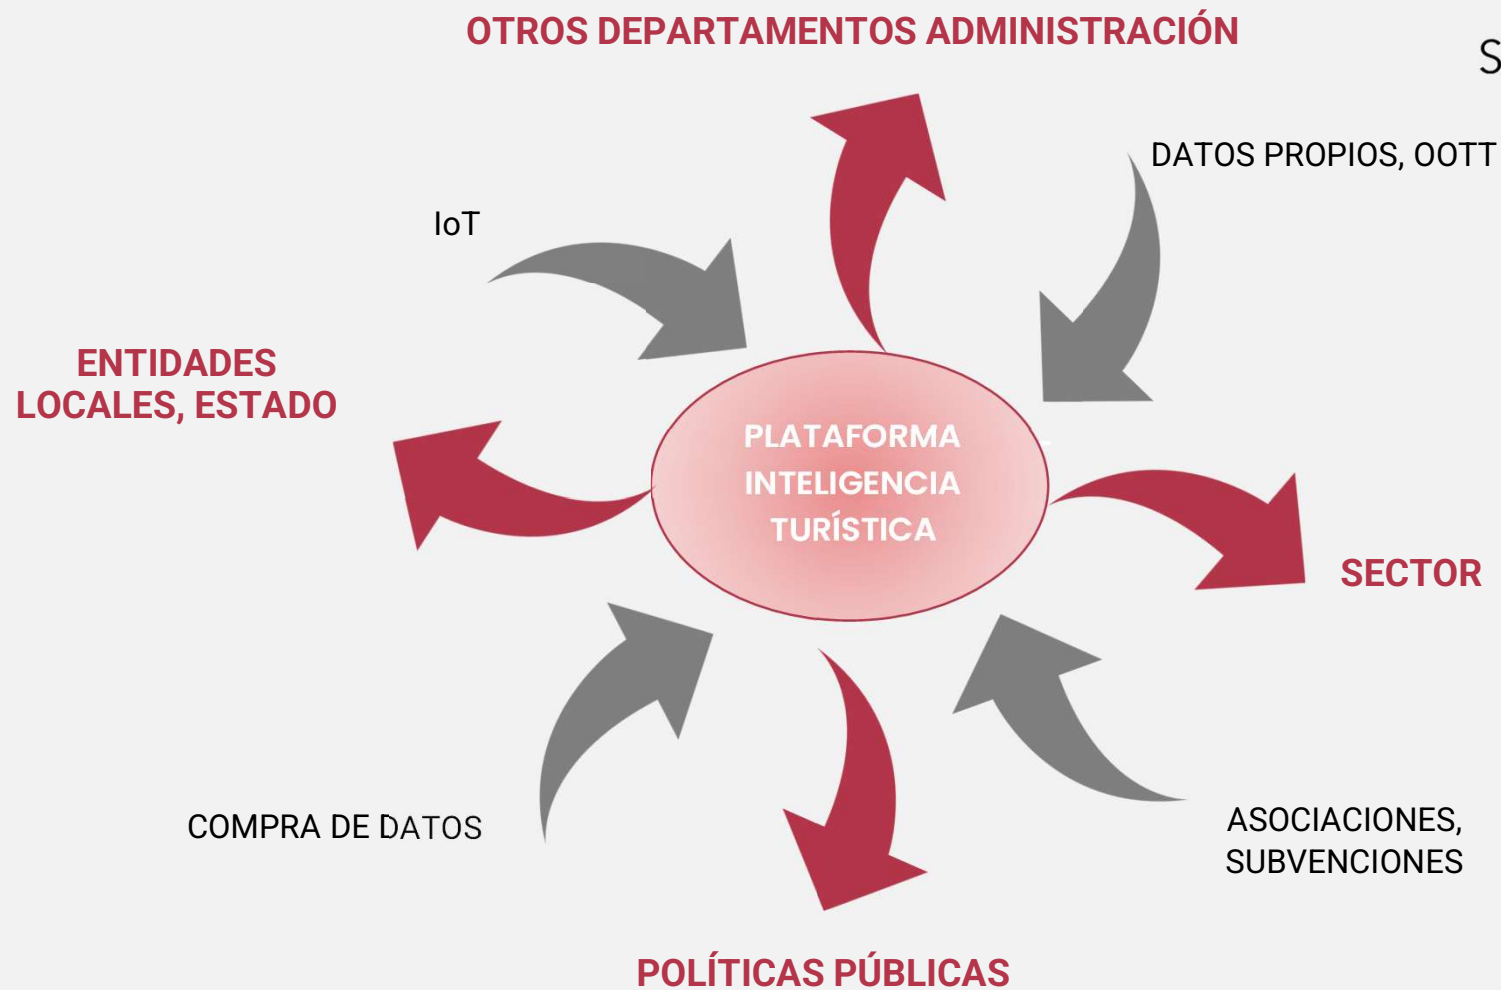 OTROS DEPARTAMENTOS ADMINISTRACIÓN
S
DATOS PROPIOS, OOTT
IoT
ENTIDADES
LOCALES, ESTADO
PLATAFORMA
INTELIGENCIA
TURÍSTICA
SECTOR
COMPRA DE DATOS
ASOCIACIONES,
SUBVENCIONES
POLÍTICAS PÚBLICAS